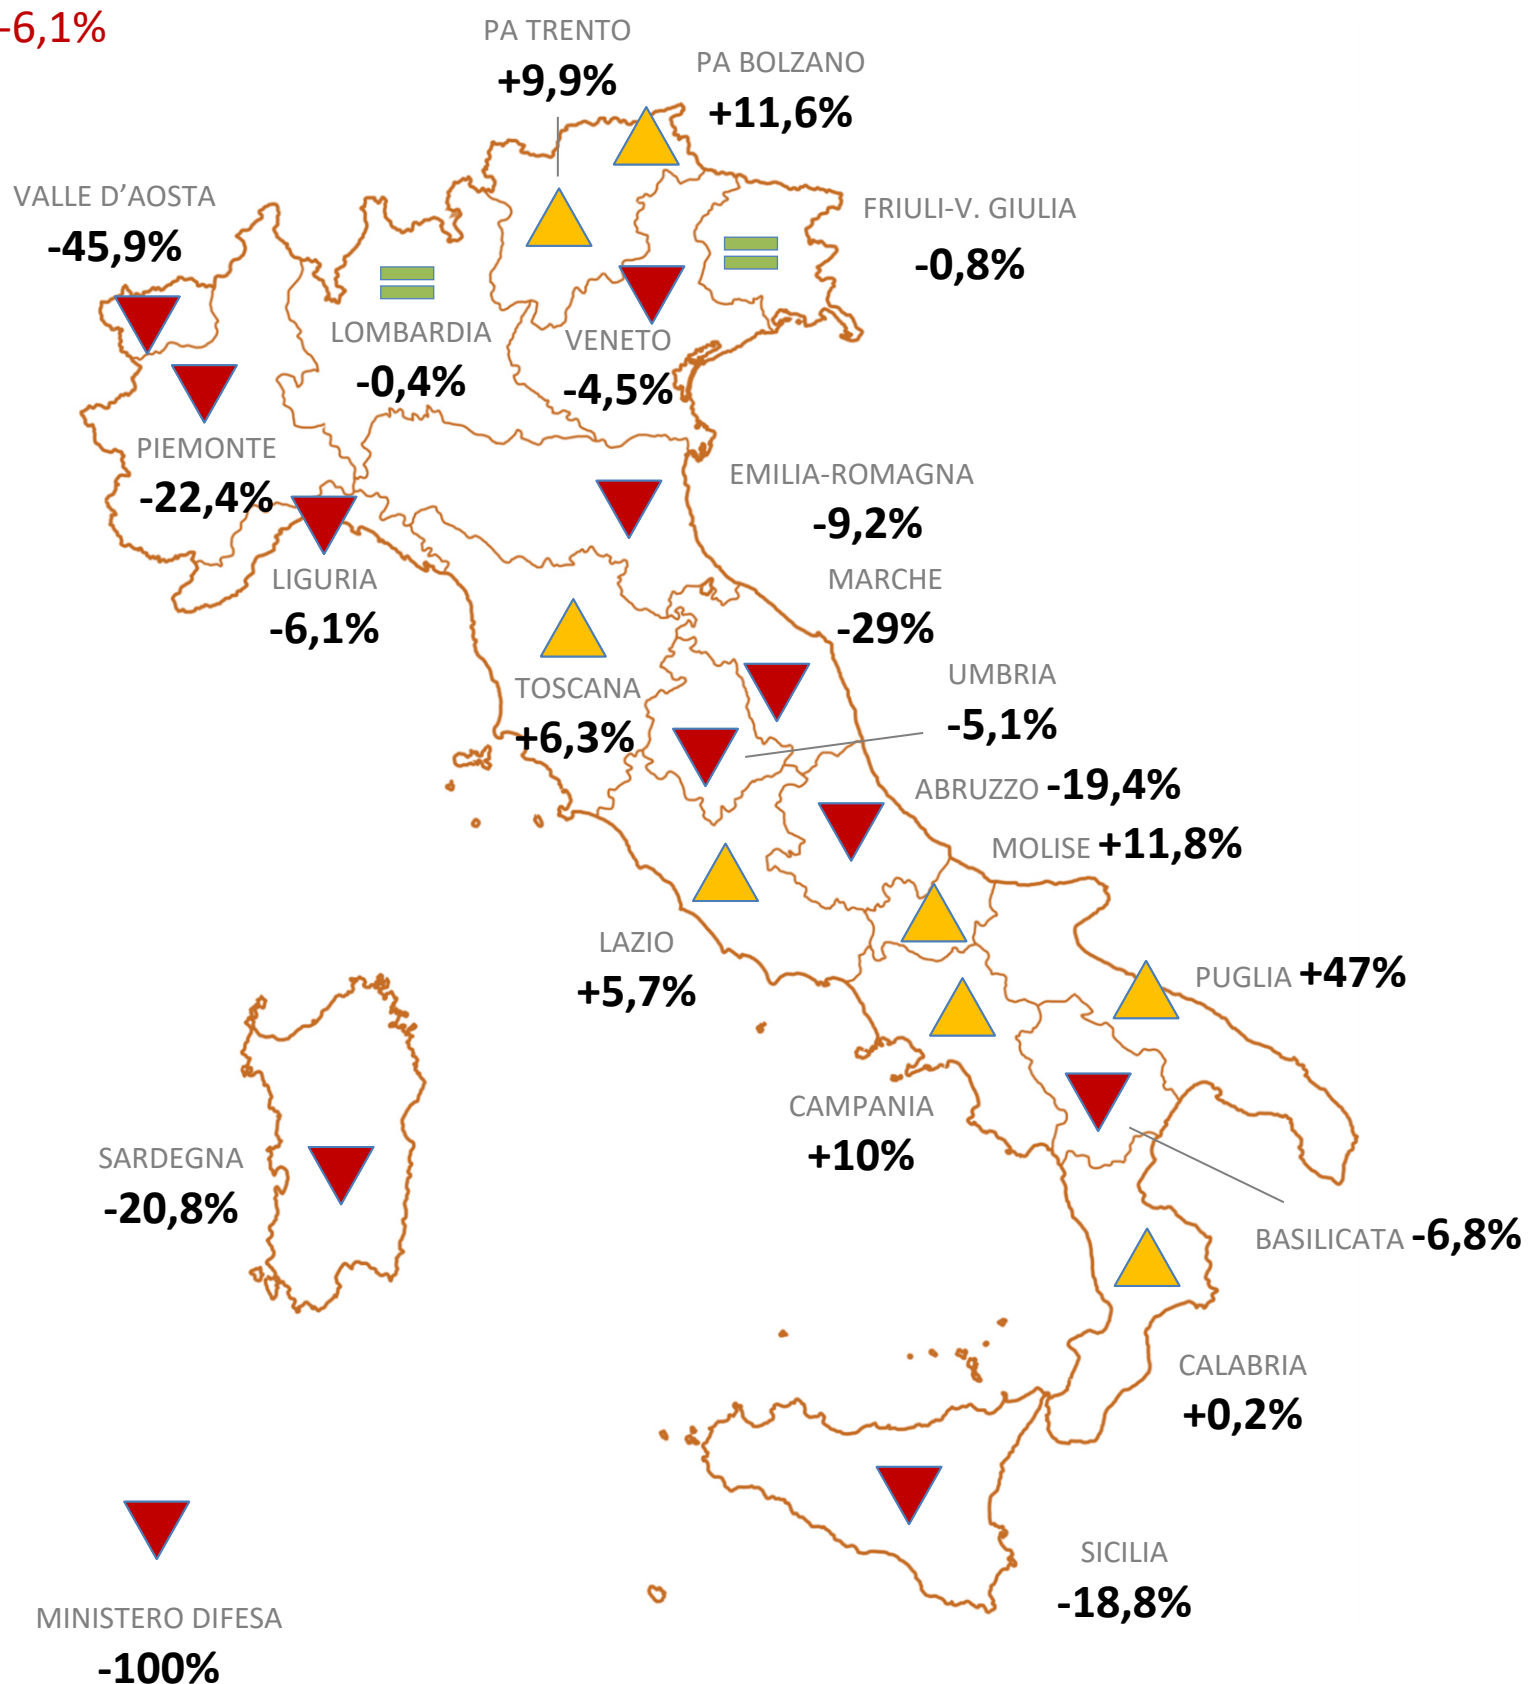 -6,1%
PA TRENTO
+9,9%
PA BOLZANO
+11,6%
VALLE D'AOSTA
-45,9%
FRIULI-V. GIULIA
-0,8%
LOMBARDIA
-0,4%
VENETO
-4,5%
PIEMONTE
-22,4%
EMILIA-ROMAGNA
-9,2%
LIGURIA
-6,1%
MARCHE
-29%
TOSCANA
+6,3%
UMBRIA
-5,1%
ABRUZZO -19,4%
MOLISE +11,8%
LAZIO
+5,7%
PUGLIA +47%
CAMPANIA
+10%
SARDEGNA
-20,8%
BASILICATA -6,8%
CALABRIA
+0,2%
SICILIA
-18,8%
MINISTERO DIFESA
-100%